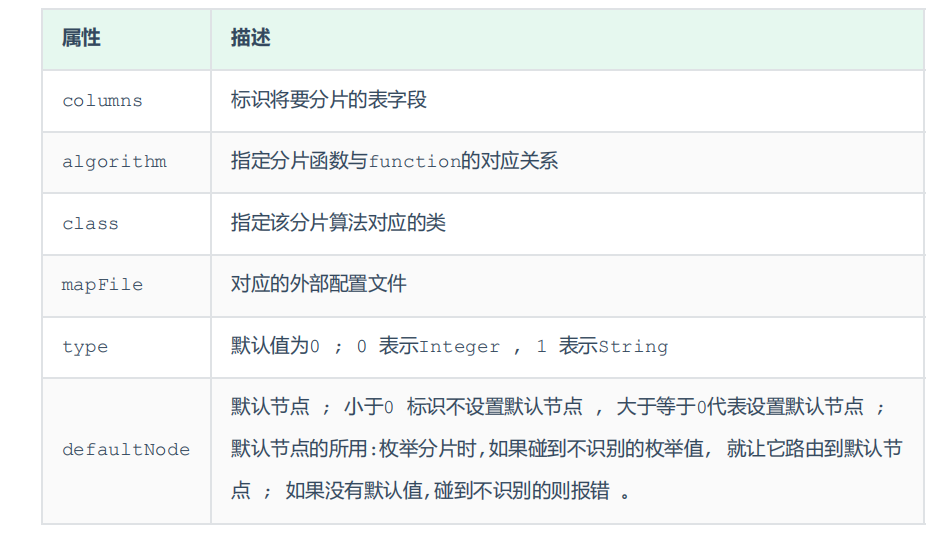 属性 描述
columns 标识将要分片的表字段
algorithm 指定分片函数与function的对应关系
class 指定该分片算法对应的类
mapFile 对应的外部配置文件
type 默认值为0 ; 0 表示Integer , 1 表示String
默认节点 ; 小于0 标识不设置默认节点 , 大于等于0代表设置默认节点 ;
defaultNode 默认节点的所用:枚举分片时,如果碰到不识别的枚举值, 就让它路由到默认节
点 ; 如果没有默认值,碰到不识别的则报错 。